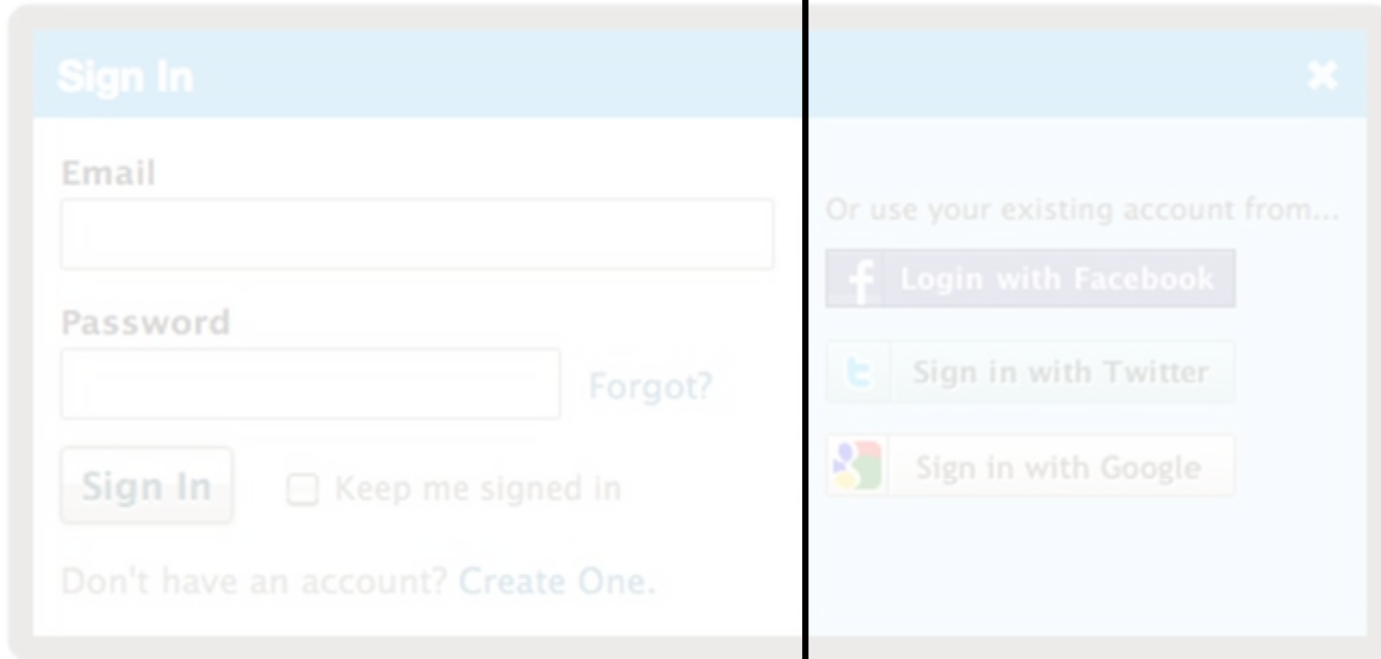 Sign In
Email
Password
Forgot?
Sign In
Keep me signed in
Don't have an account? Create One.
Or use your existing account from...
f Login with Facebook
t Sign in with Twitter
Sign in with Google